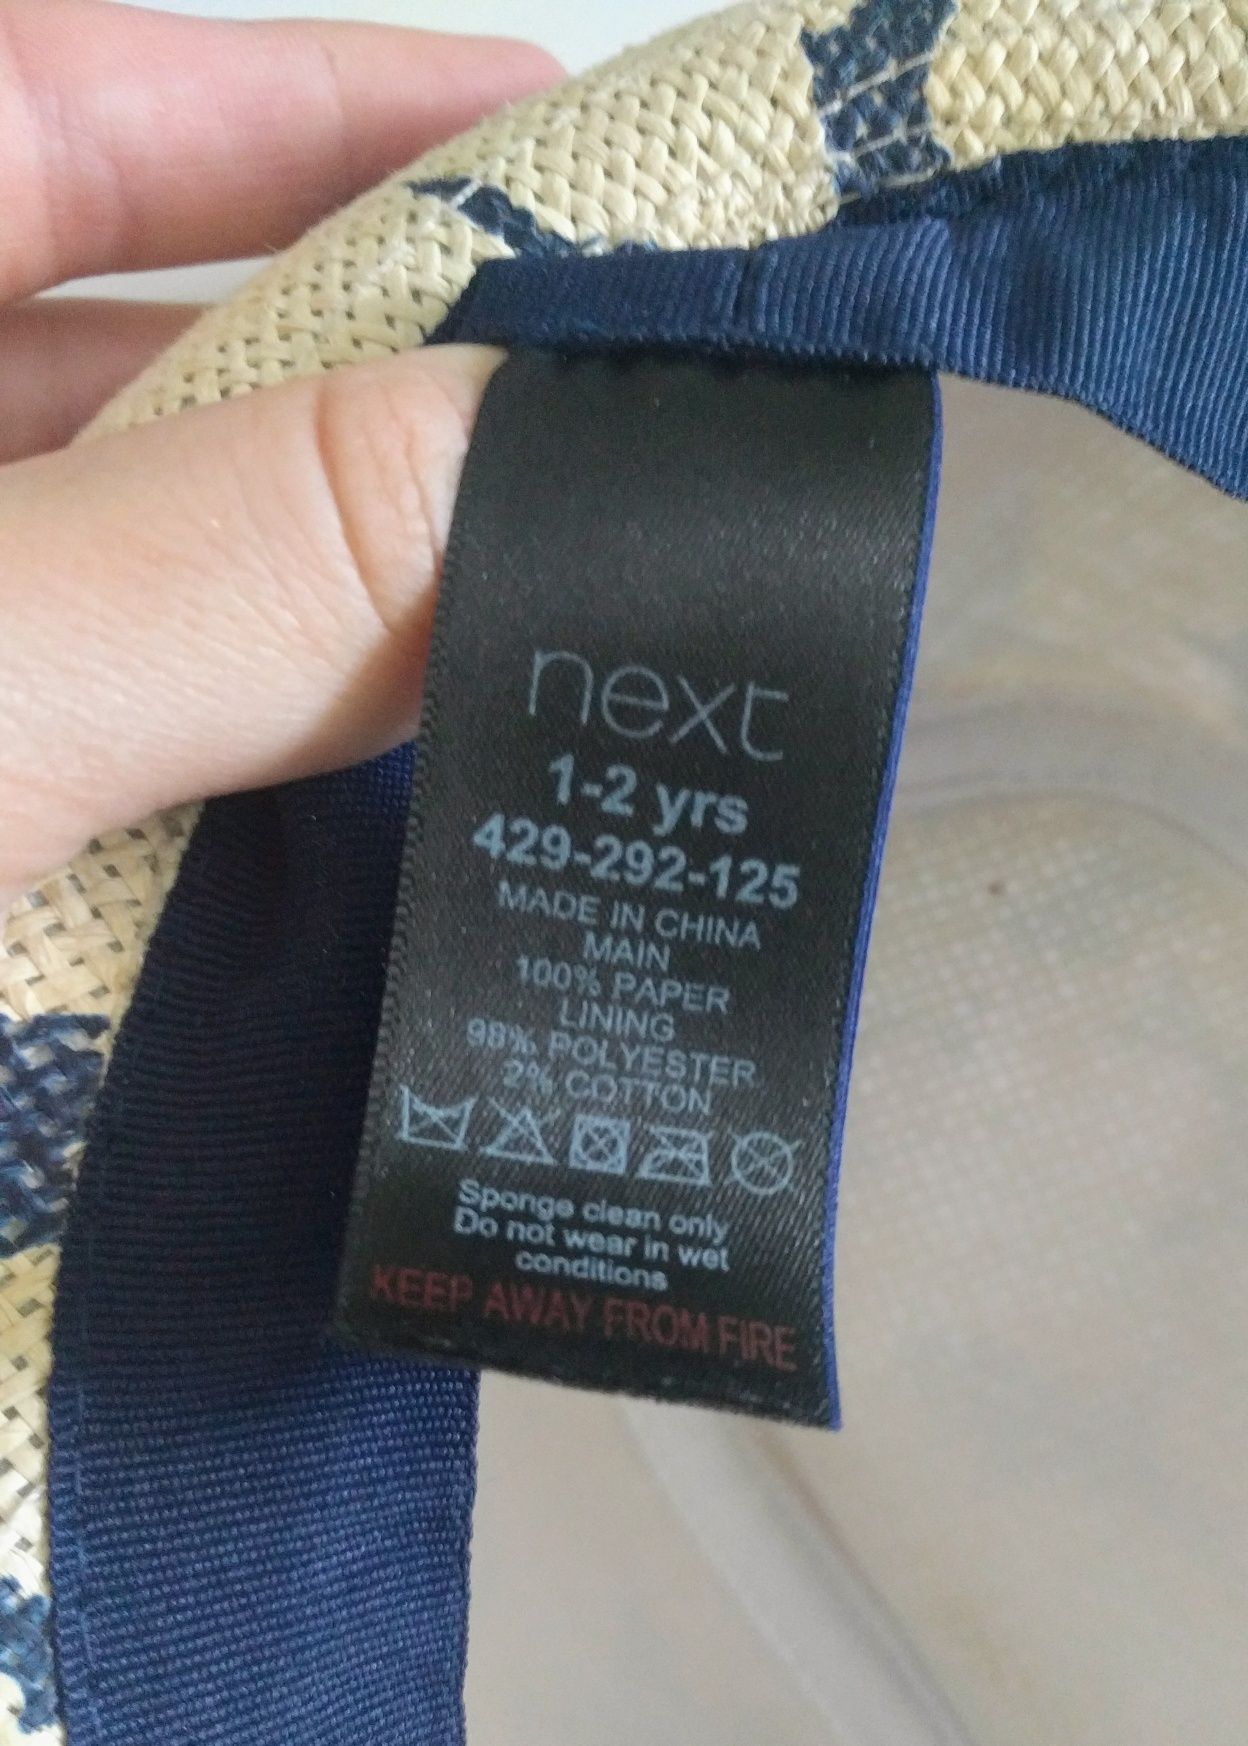 next
1-2 yrs
429-292-125
MADE IN CHINA
MAIN
100% PAPER
LINING
98% POLYESTER
2% COTTON
Sponge clean only
Do not wear in wet
conditions
KEEP AWAY FROM FIRE